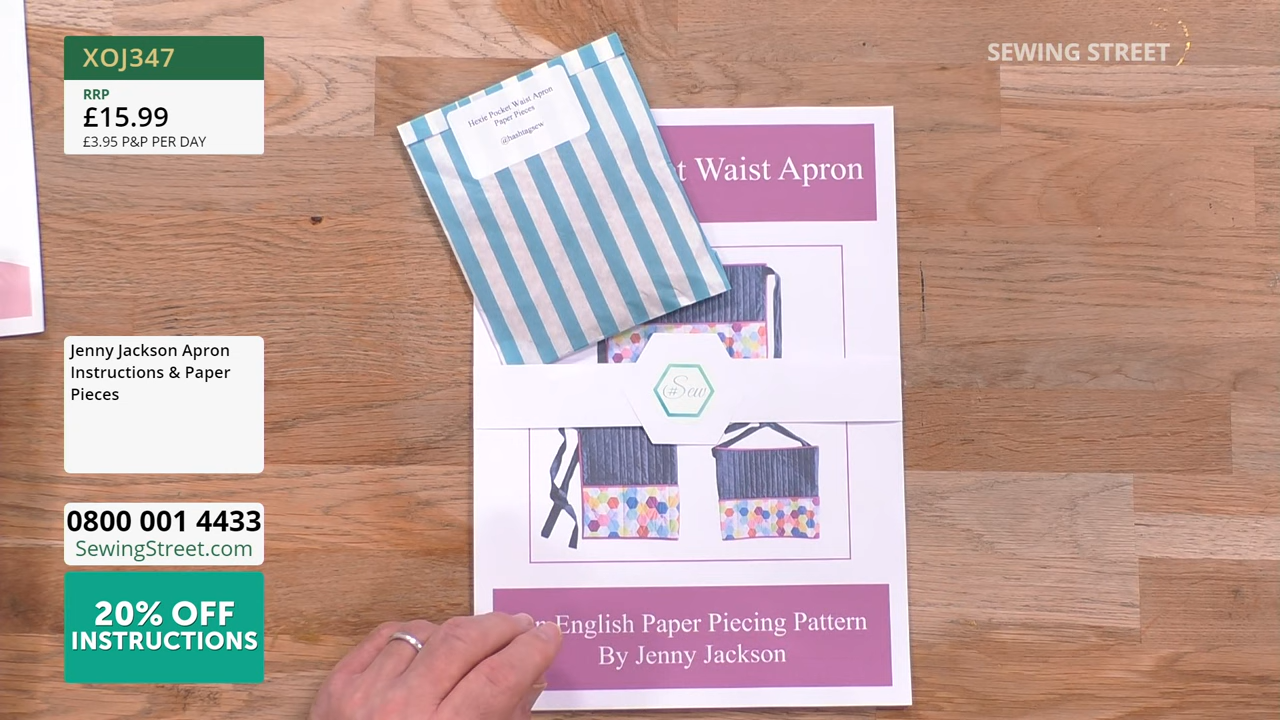 XOJ347
RRP
£15.99
£3.95 P&P PER DAY
SEWING STREET
Hexie Pocket Waist Apron
Paper Pieces
@hashtagsew
t Waist Apron
#Sew
Jenny Jackson Apron
Instructions & Paper
Pieces
0800 001 4433
SewingStreet.com
20% OFF
INSTRUCTIONS
n English Paper Piecing Pattern
By Jenny Jackson